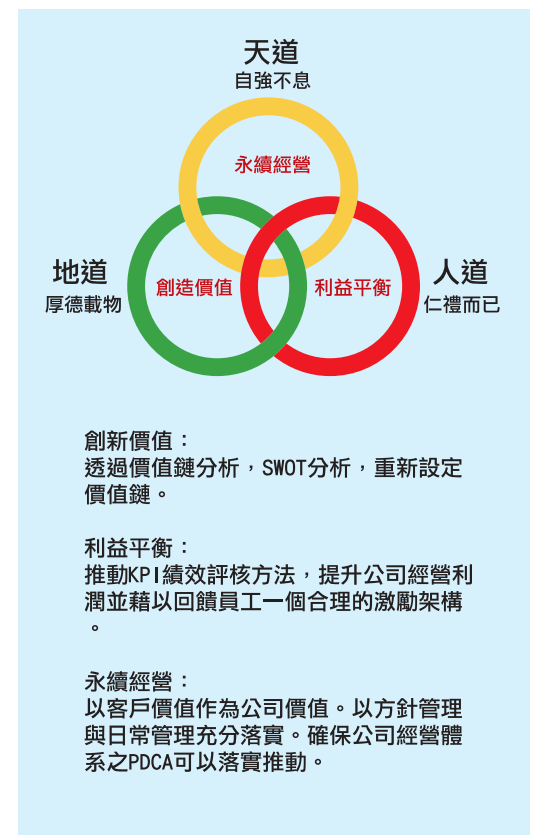 天道
自強不息
永續經營
地道
厚德載物
創造價值
利益平衡
人道
仁禮而已
創新價值：
透過價值鏈分析，SWOT分析，重新設定
價值鏈。
利益平衡：
推動KPI績效評核方法，提升公司經營利
潤並藉以回饋員工一個合理的激勵架構
。
永續經營：
以客戶價值作為公司價值。以方針管理
與日常管理充分落實。確保公司經營體
系之PDCA可以落實推動。